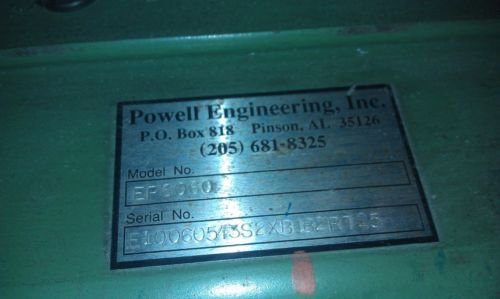 Powell Engineering, Inc.
P.O. Box 818 Pinson, AL 35126
(205) 681-8325
Model No.
Serial No.